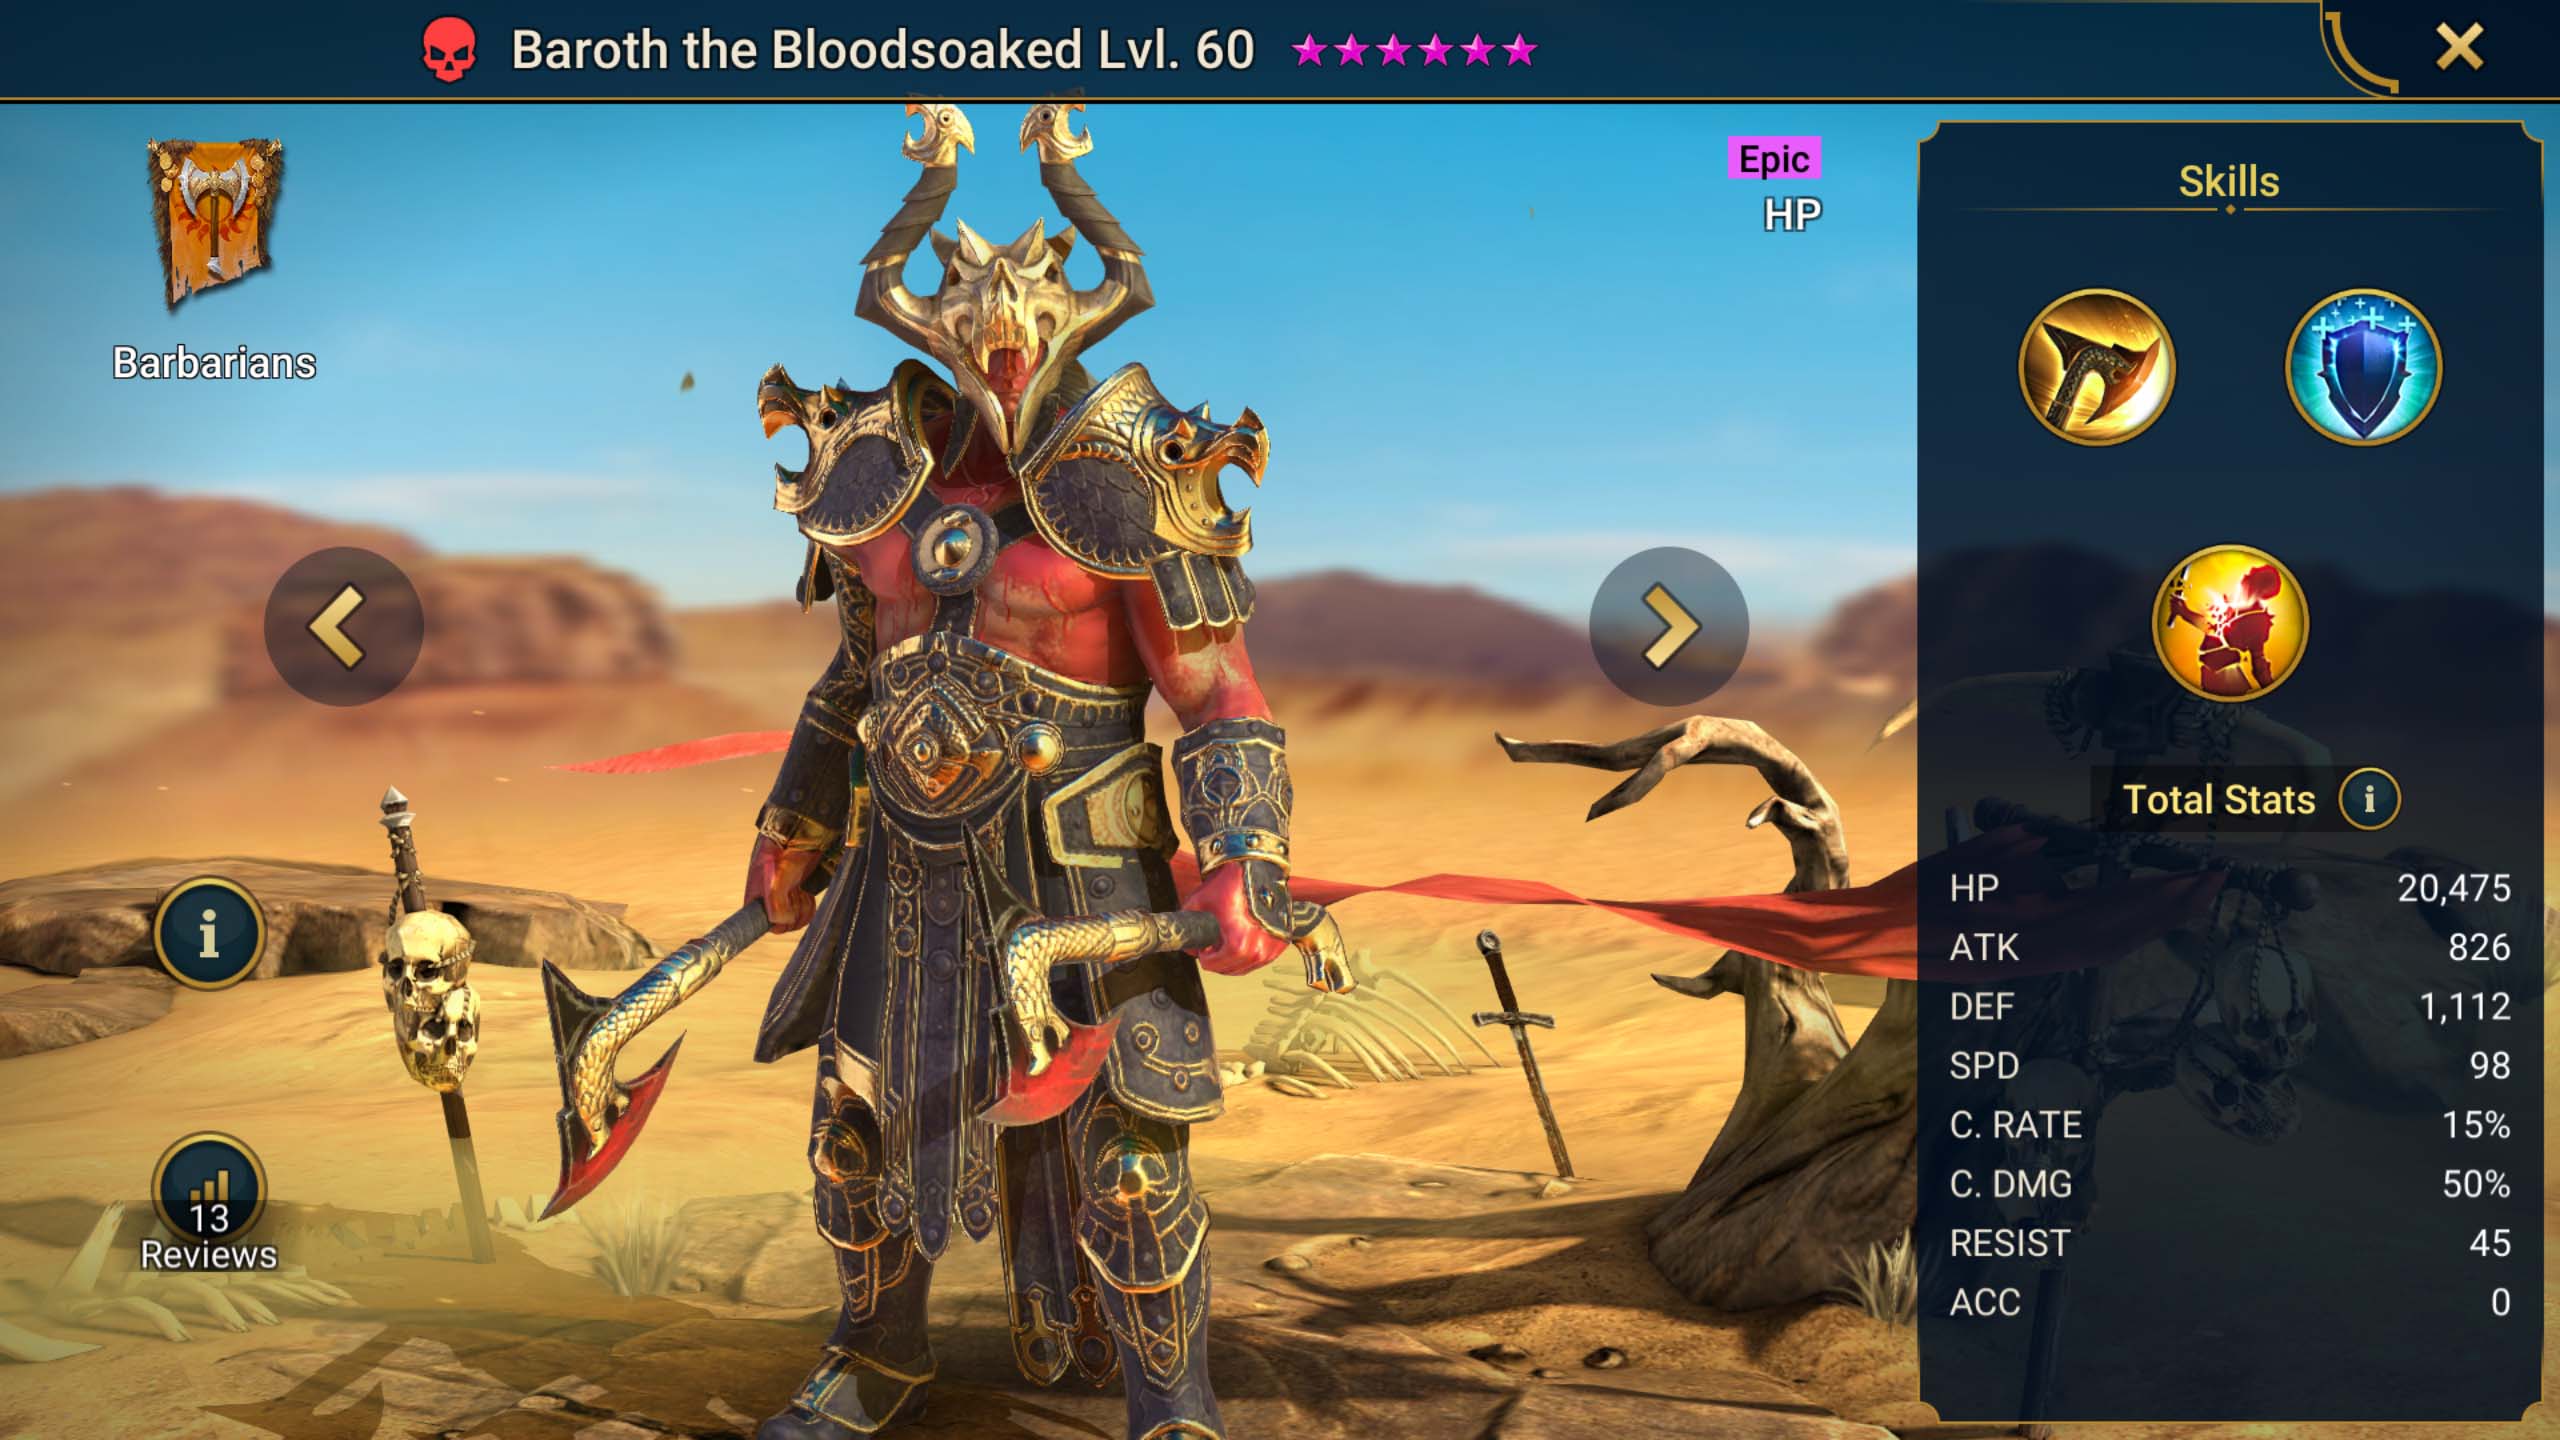 Baroth the Bloodsoaked Lvl. 60
Barbarians
Epic
HP
13
Reviews
Skills
Total Stats
HP 20,475
ATK 826
DEF 1,112
SPD 98
C. RATE 15%
C. DMG 50%
RESIST 45
ACC 0